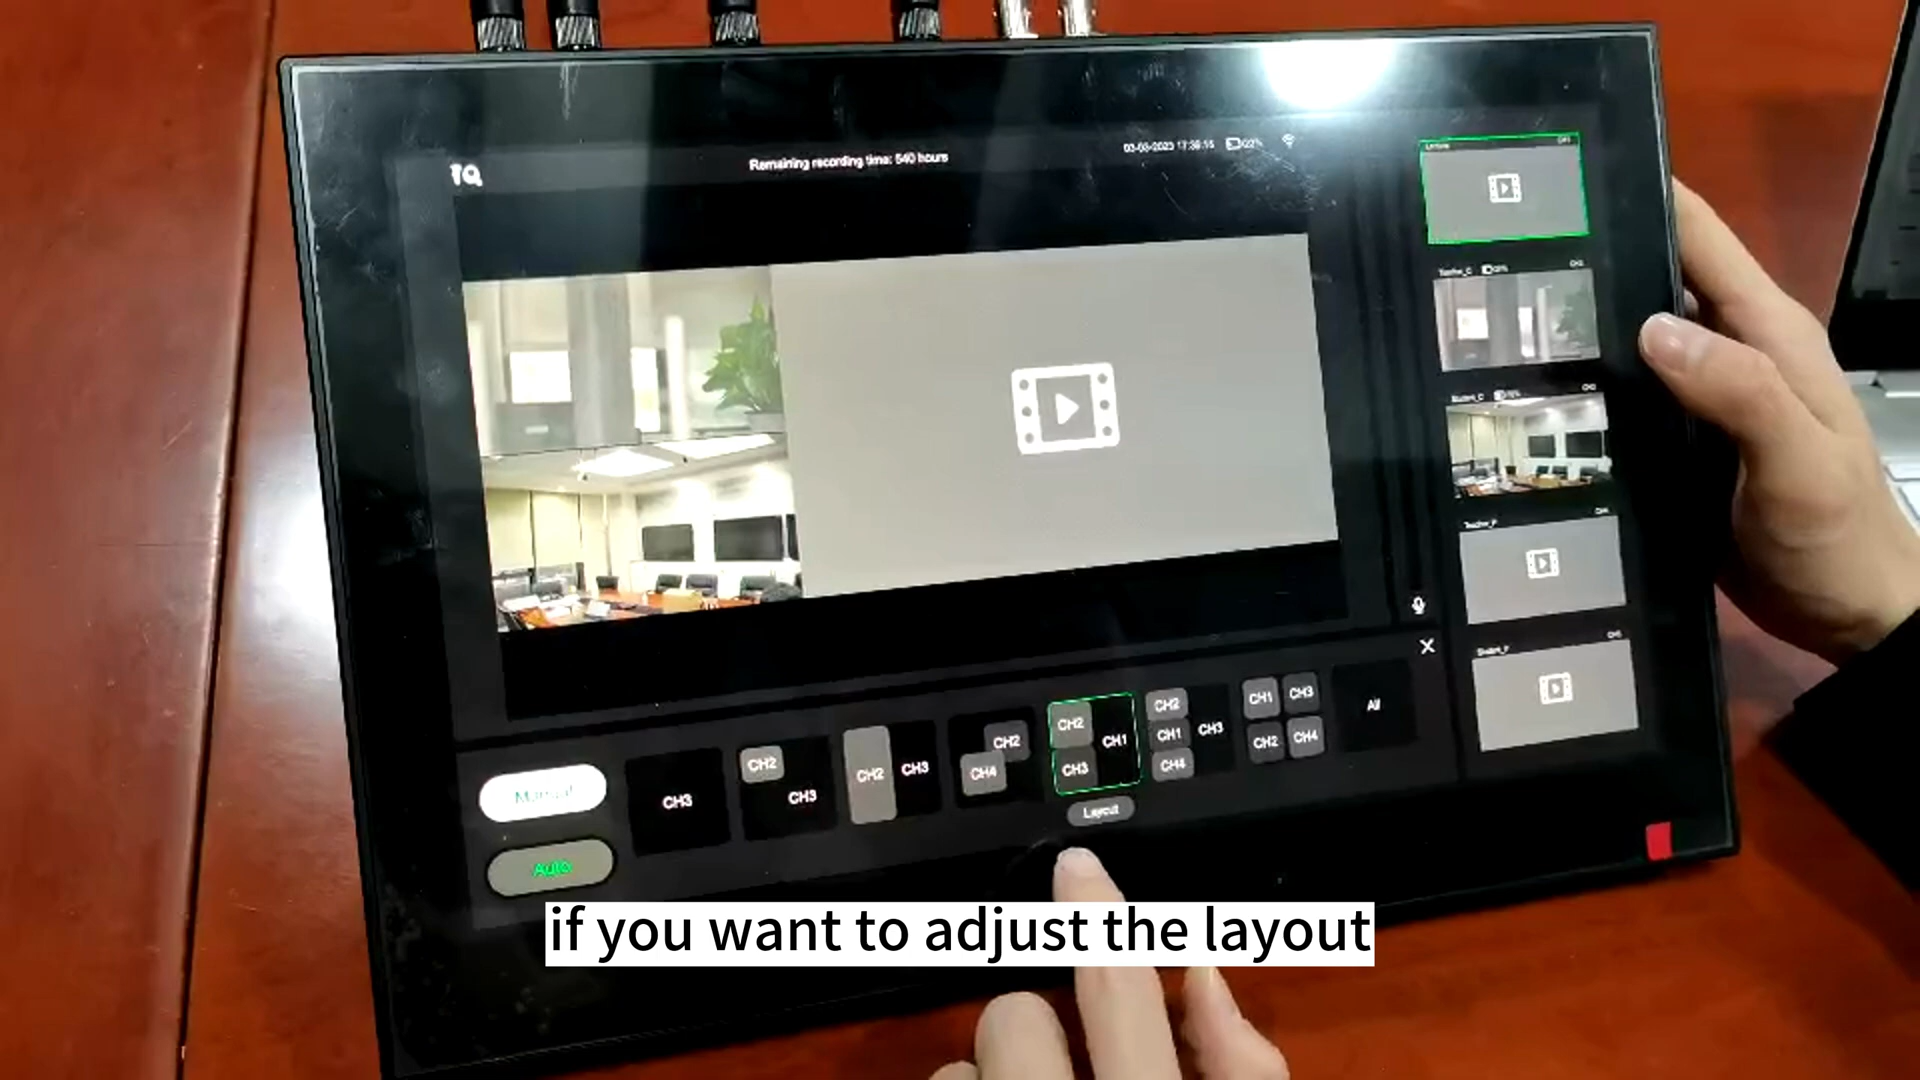 TQ
Remaining recording time: 540 hours
CH3
CH2
CH3
CH2
CH3
CH2
CH4
CH2
CH3
CH1
CH2
CH1
CH4
CH3
CH1
CH3
CH2
CH4
All
Layout
Manual
Auto
if you want to adjust the layout